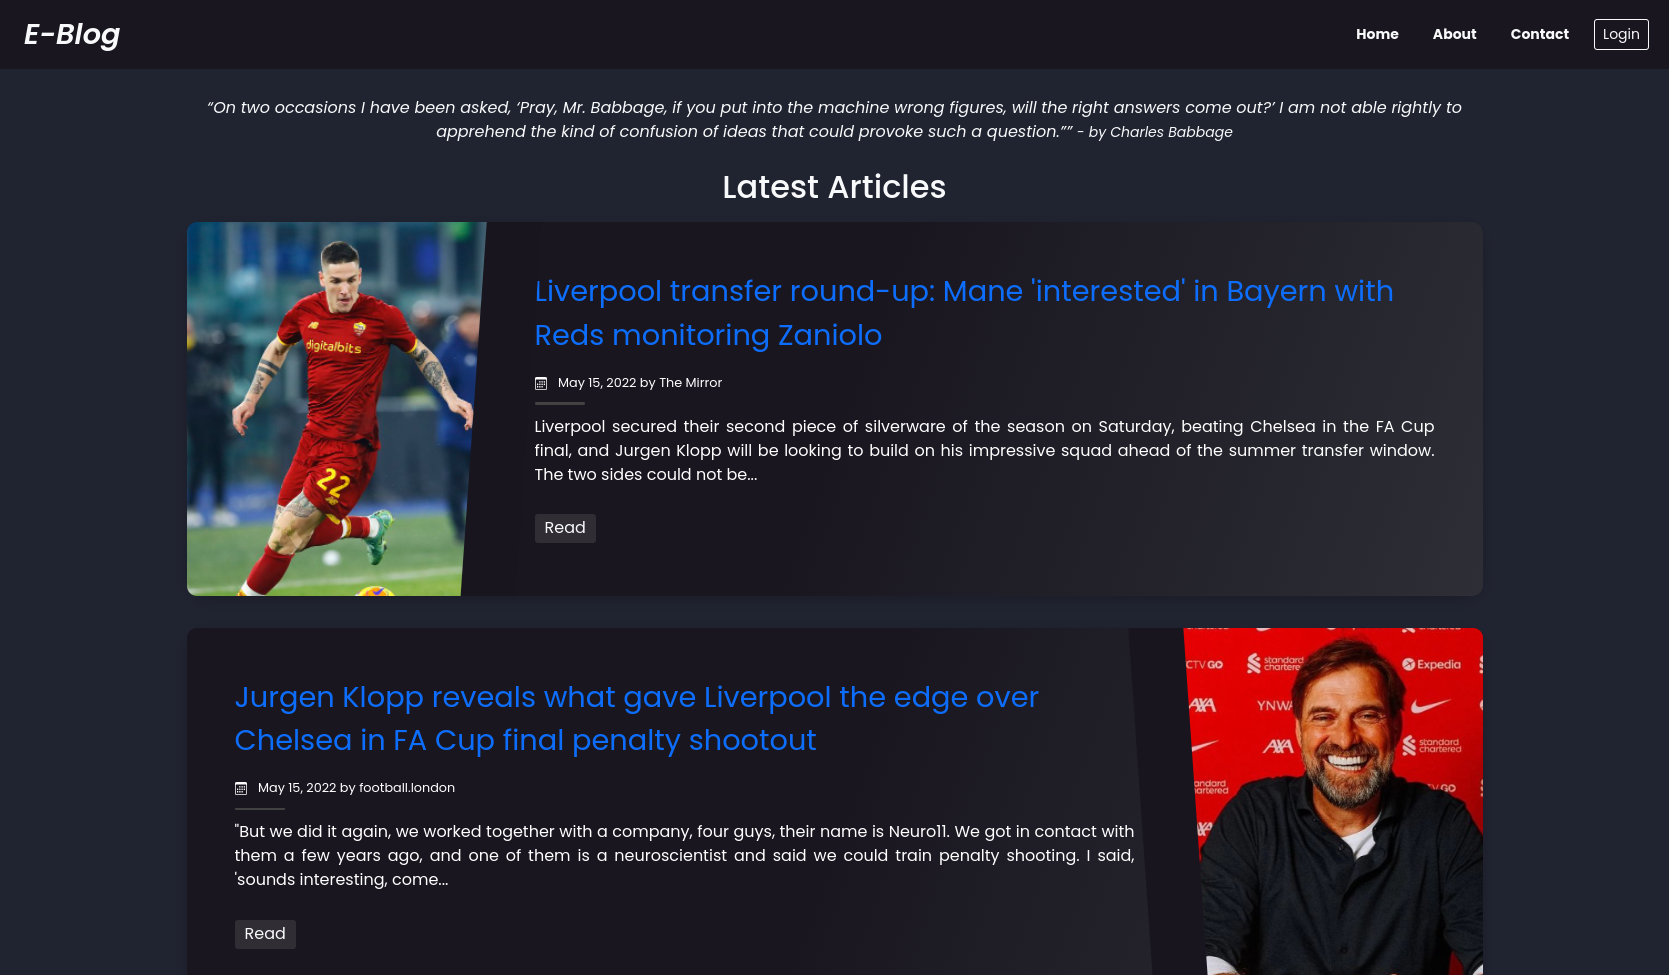 E-Blog
Home
About
Contact
Login
“On two occasions I have been asked, ‘Pray, Mr. Babbage, if you put into the machine wrong figures, will the right answers come out?’ I am not able rightly to
apprehend the kind of confusion of ideas that could provoke such a question.”” - by Charles Babbage
Latest Articles
digitalbits
22
Liverpool transfer round-up: Mane 'interested' in Bayern with
Reds monitoring Zaniolo
May 15, 2022 by The Mirror
Liverpool secured their second piece of silverware of the season on Saturday, beating Chelsea in the FA Cup
final, and Jurgen Klopp will be looking to build on his impressive squad ahead of the summer transfer window.
The two sides could not be...
Read
Jurgen Klopp reveals what gave Liverpool the edge over
Chelsea in FA Cup final penalty shootout
May 15, 2022 by football.london
"But we did it again, we worked together with a company, four guys, their name is Neuro11. We got in contact with
them a few years ago, and one of them is a neuroscientist and said we could train penalty shooting. I said,
'sounds interesting, come...
Read
CTV GO
standard
chartered
Expedia
AXA
YNWA
AXA
standard
chartered